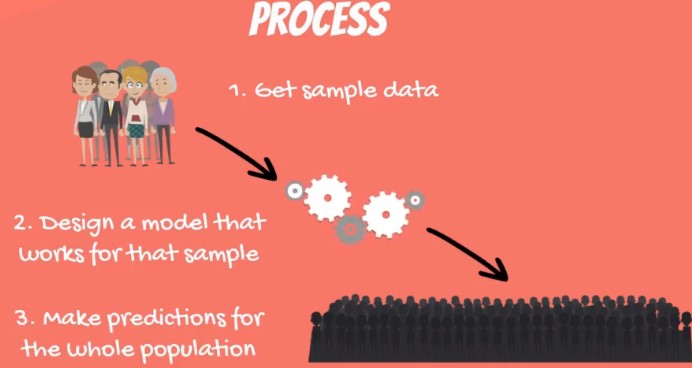 PROCESS
1. Get sample data
2. Design a model that
works for that sample
3. Make predictions for
the whole population